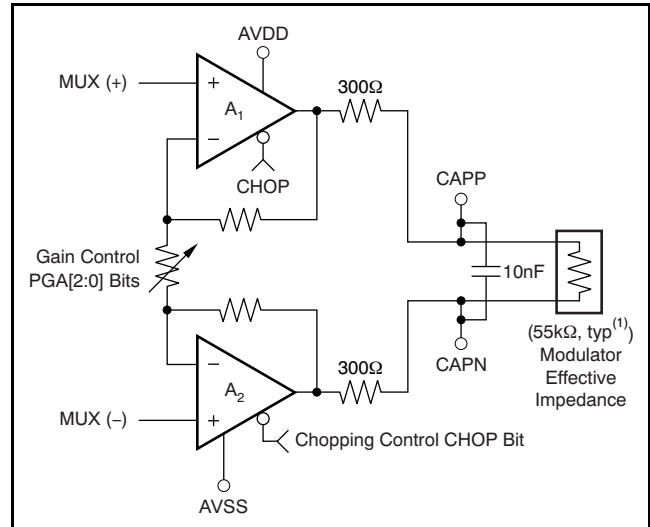 AVDD
MUX (+)
+
A1
−
CHOP
300Ω
CAPP
Gain Control
PGA[2:0] Bits
10nF
(55kΩ, typ(1))
Modulator
Effective
Impedance
CAPN
300Ω
−
A2
+
MUX (−)
Chopping Control CHOP Bit
AVSS